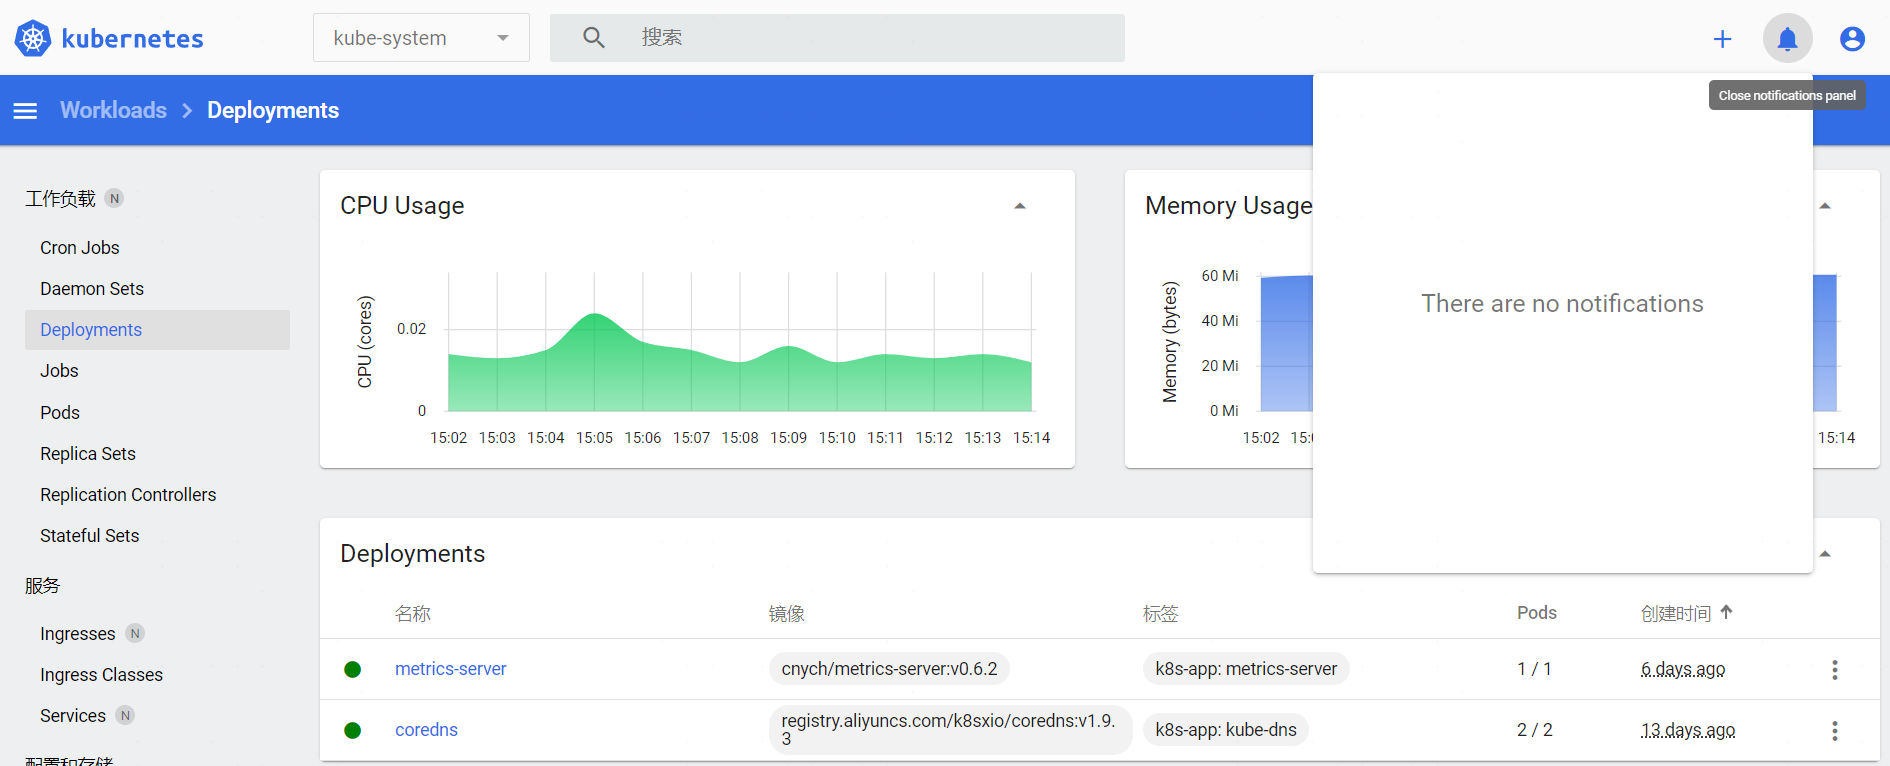 kubernetes
kube-system
搜索
Close notifications panel
Workloads
Deployments
工作负载 N
Cron Jobs
Daemon Sets
Deployments
Jobs
Pods
Replica Sets
Replication Controllers
Stateful Sets
服务
Ingresses N
Ingress Classes
Services N
配置和存储
CPU Usage
CPU (cores)
0.02
0
15:02 15:03 15:04 15:05 15:06 15:07 15:08 15:09 15:10 15:11 15:12 15:13 15:14
Memory Usage
Memory (bytes)
60 Mi
40 Mi
20 Mi
0 Mi
15:02 15:0
15:14
There are no notifications
Deployments
名称 镜像 标签 Pods 创建时间
metrics-server cnych/metrics-server:v0.6.2 k8s-app: metrics-server 1 / 1 6 days ago
coredns registry.aliyuncs.com/k8sxio/coredns:v1.9.
3 k8s-app: kube-dns 2 / 2 13 days ago